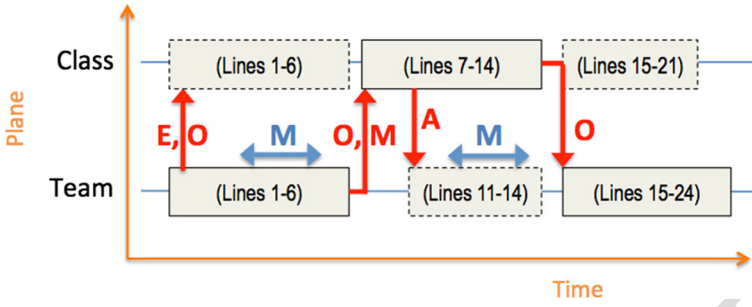 Class
(Lines 1-6)
(Lines 7-14)
(Lines 15-21)
Plane
E, O
M
O, M
A
M
O
Team
(Lines 1-6)
(Lines 11-14)
(Lines 15-24)
Time